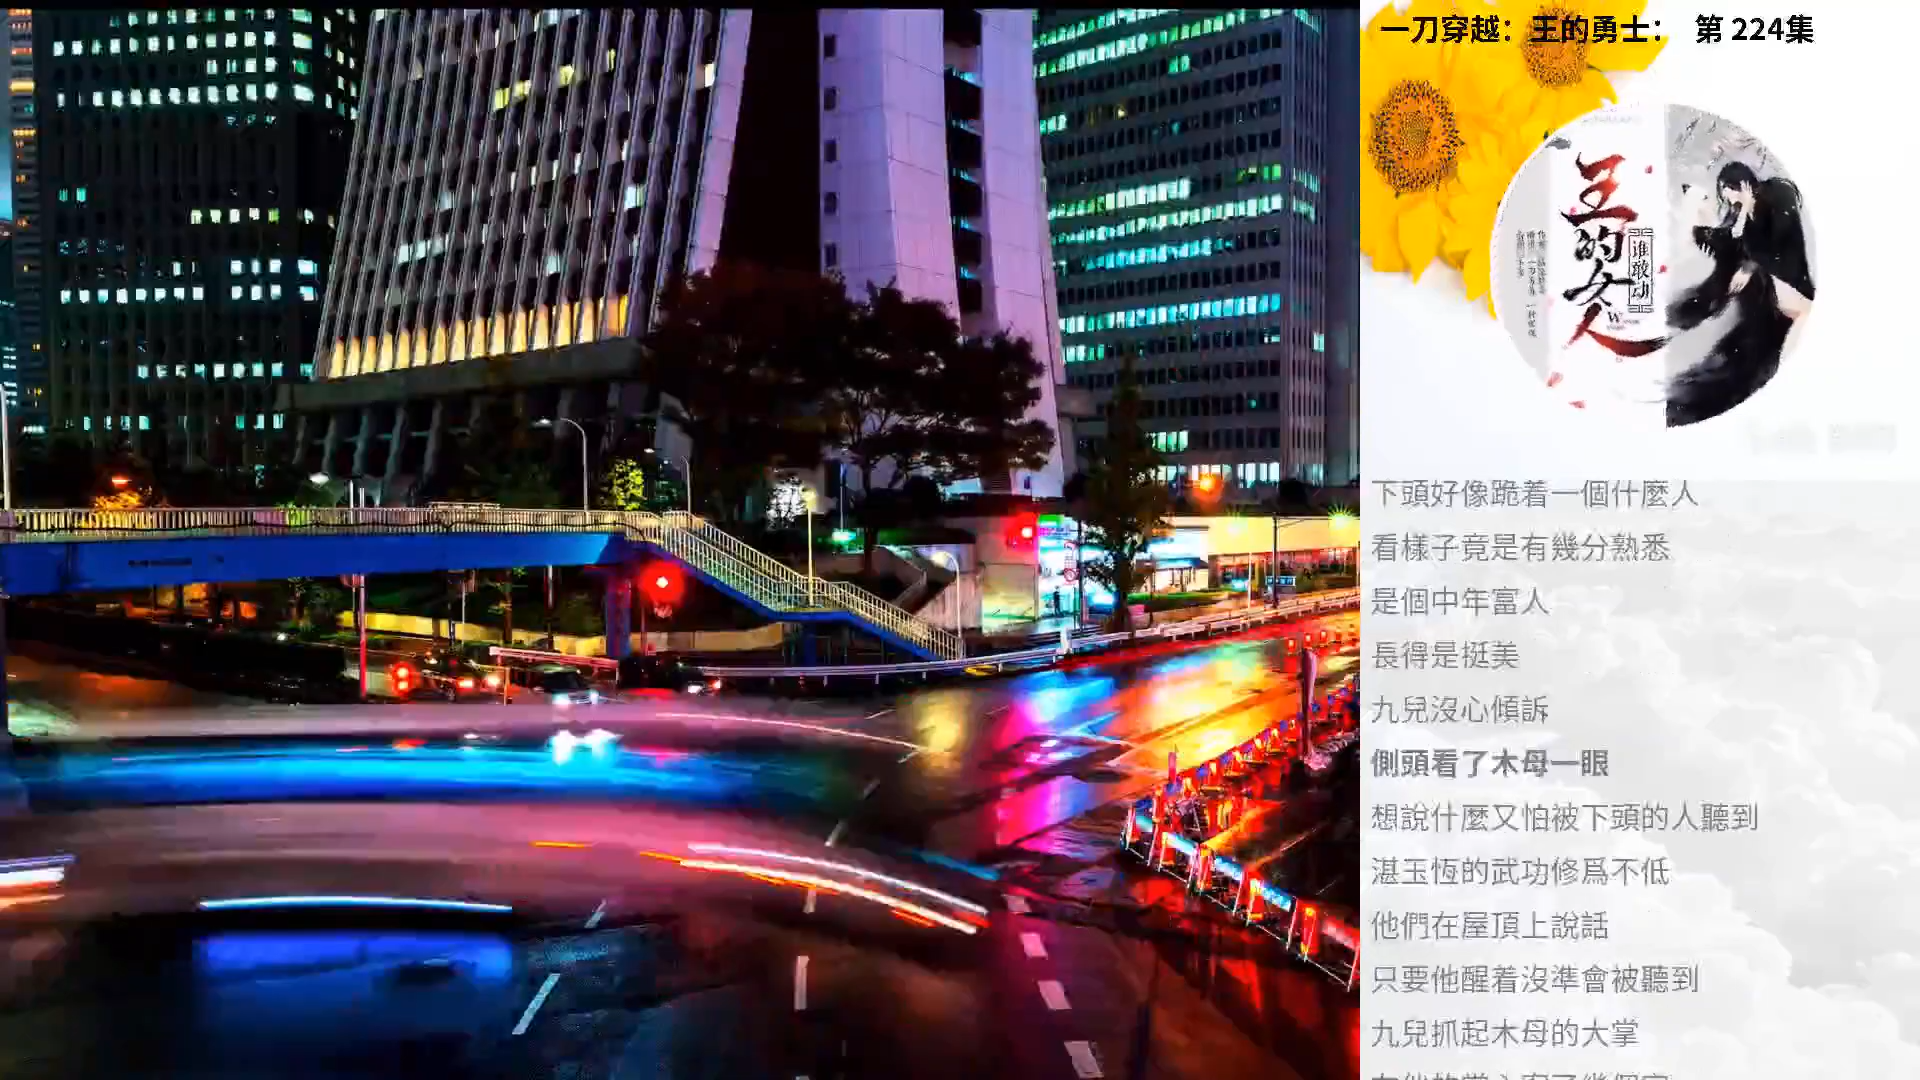 一刀穿越：王的勇士： 第 224集
王的女人
谁敢动
下頭好像跪着一個什麼人
看樣子竟是有幾分熟悉
是個中年富人
長得是挺美
九兒沒心傾訴
側頭看了木母一眼
想說什麼又怕被下頭的人聽到
湛玉恆的武功修爲不低
他們在屋頂上說話
只要他醒着沒準會被聽到
九兒抓起木母的大掌